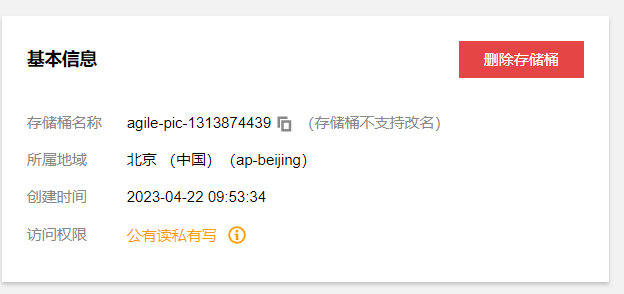 基本信息
删除存储桶
存储桶名称 agile-pic-1313874439 （存储桶不支持改名）
所属地域 北京 （中国）（ap-beijing）
创建时间 2023-04-22 09:53:34
访问权限 公有读私有写